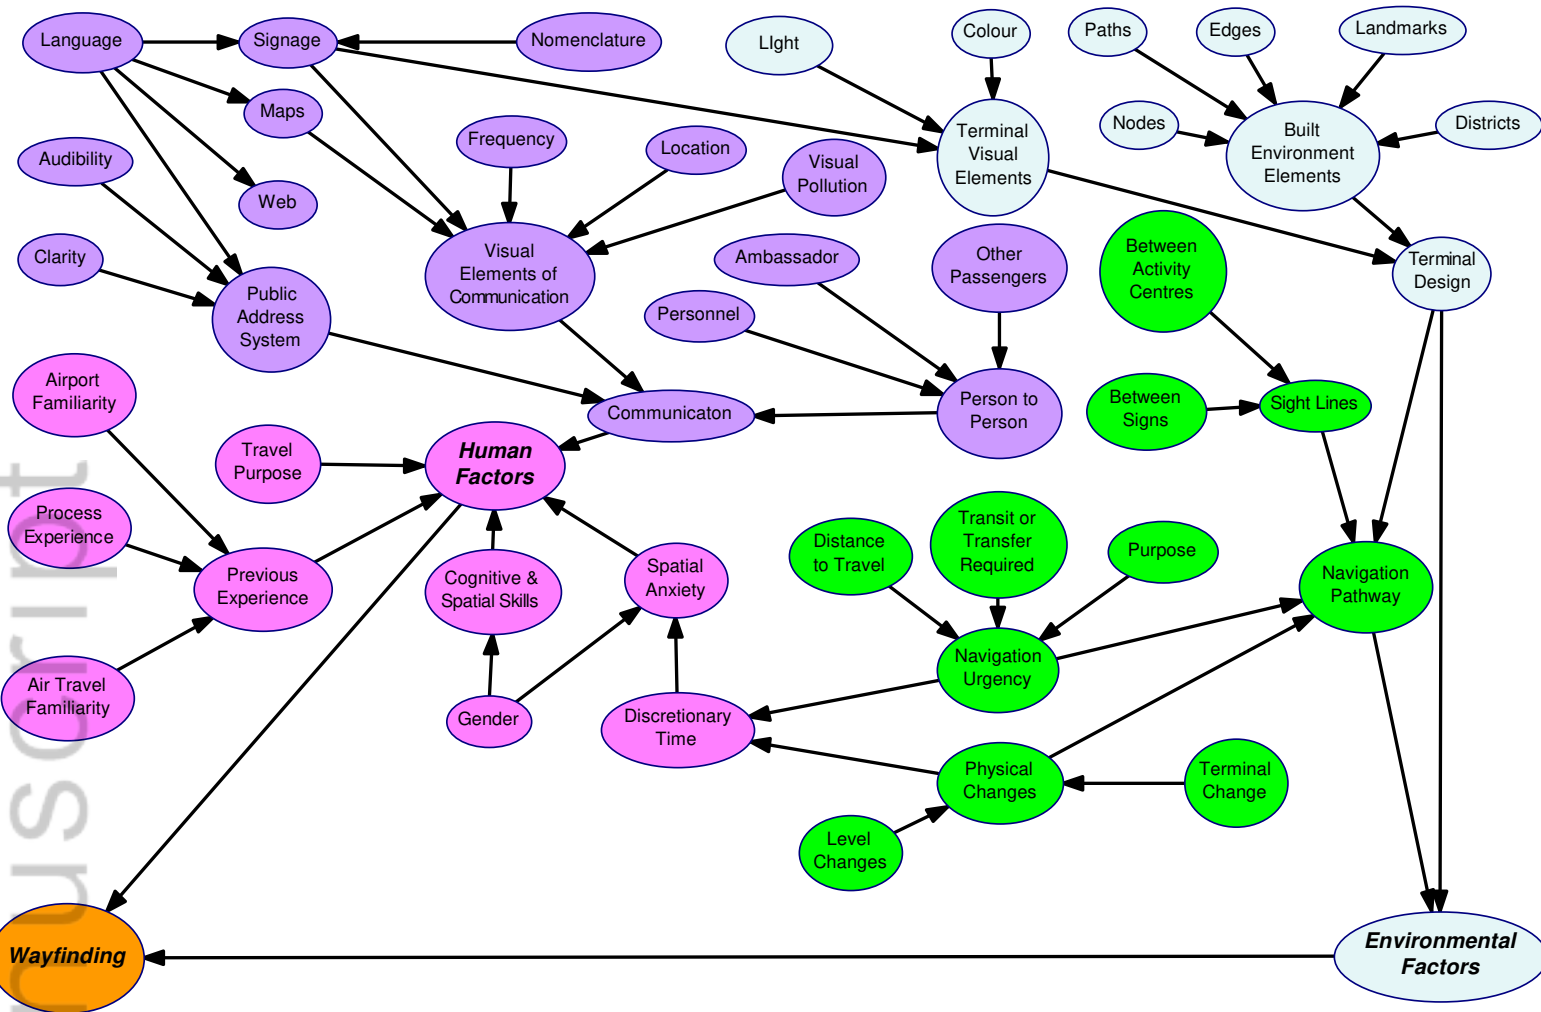 Language
Signage
Nomenclature
LIght
Colour
Paths
Edges
Landmarks
Maps
Frequency
Location
Visual
Pollution
Terminal
Visual
Elements
Nodes
Built
Environment
Elements
Districts
Audibility
Web
Clarity
Public
Address
System
Visual
Elements of
Communication
Ambassador
Other
Passengers
Between
Activity
Centres
Terminal
Design
Personnel
Airport
Familiarity
Travel
Purpose
Human
Factors
Communicaton
Person to
Person
Between
Signs
Sight Lines
Process
Experience
Previous
Experience
Cognitive &
Spatial Skills
Spatial
Anxiety
Distance
to Travel
Transit or
Transfer
Required
Purpose
Navigation
Pathway
Air Travel
Familiarity
Gender
Discretionary
Time
Navigation
Urgency
Physical
Changes
Terminal
Change
Level
Changes
Wayfinding
Environmental
Factors
nuscript